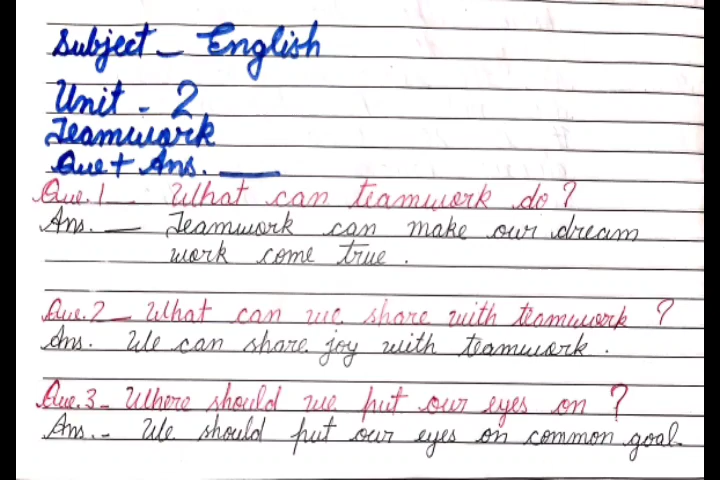 Subject - English
Unit - 2
Teamwork
Que + Ans. __
Que.1 - What can teamwork do ?
Ans. - Teamwork can make our dream
work come true .
Que.2 - What can we share with teamwork ?
Ans. We can share joy with teamwork .
Que.3 - Where should we put our eyes on ?
Ans. - We should put our eyes on common goal.